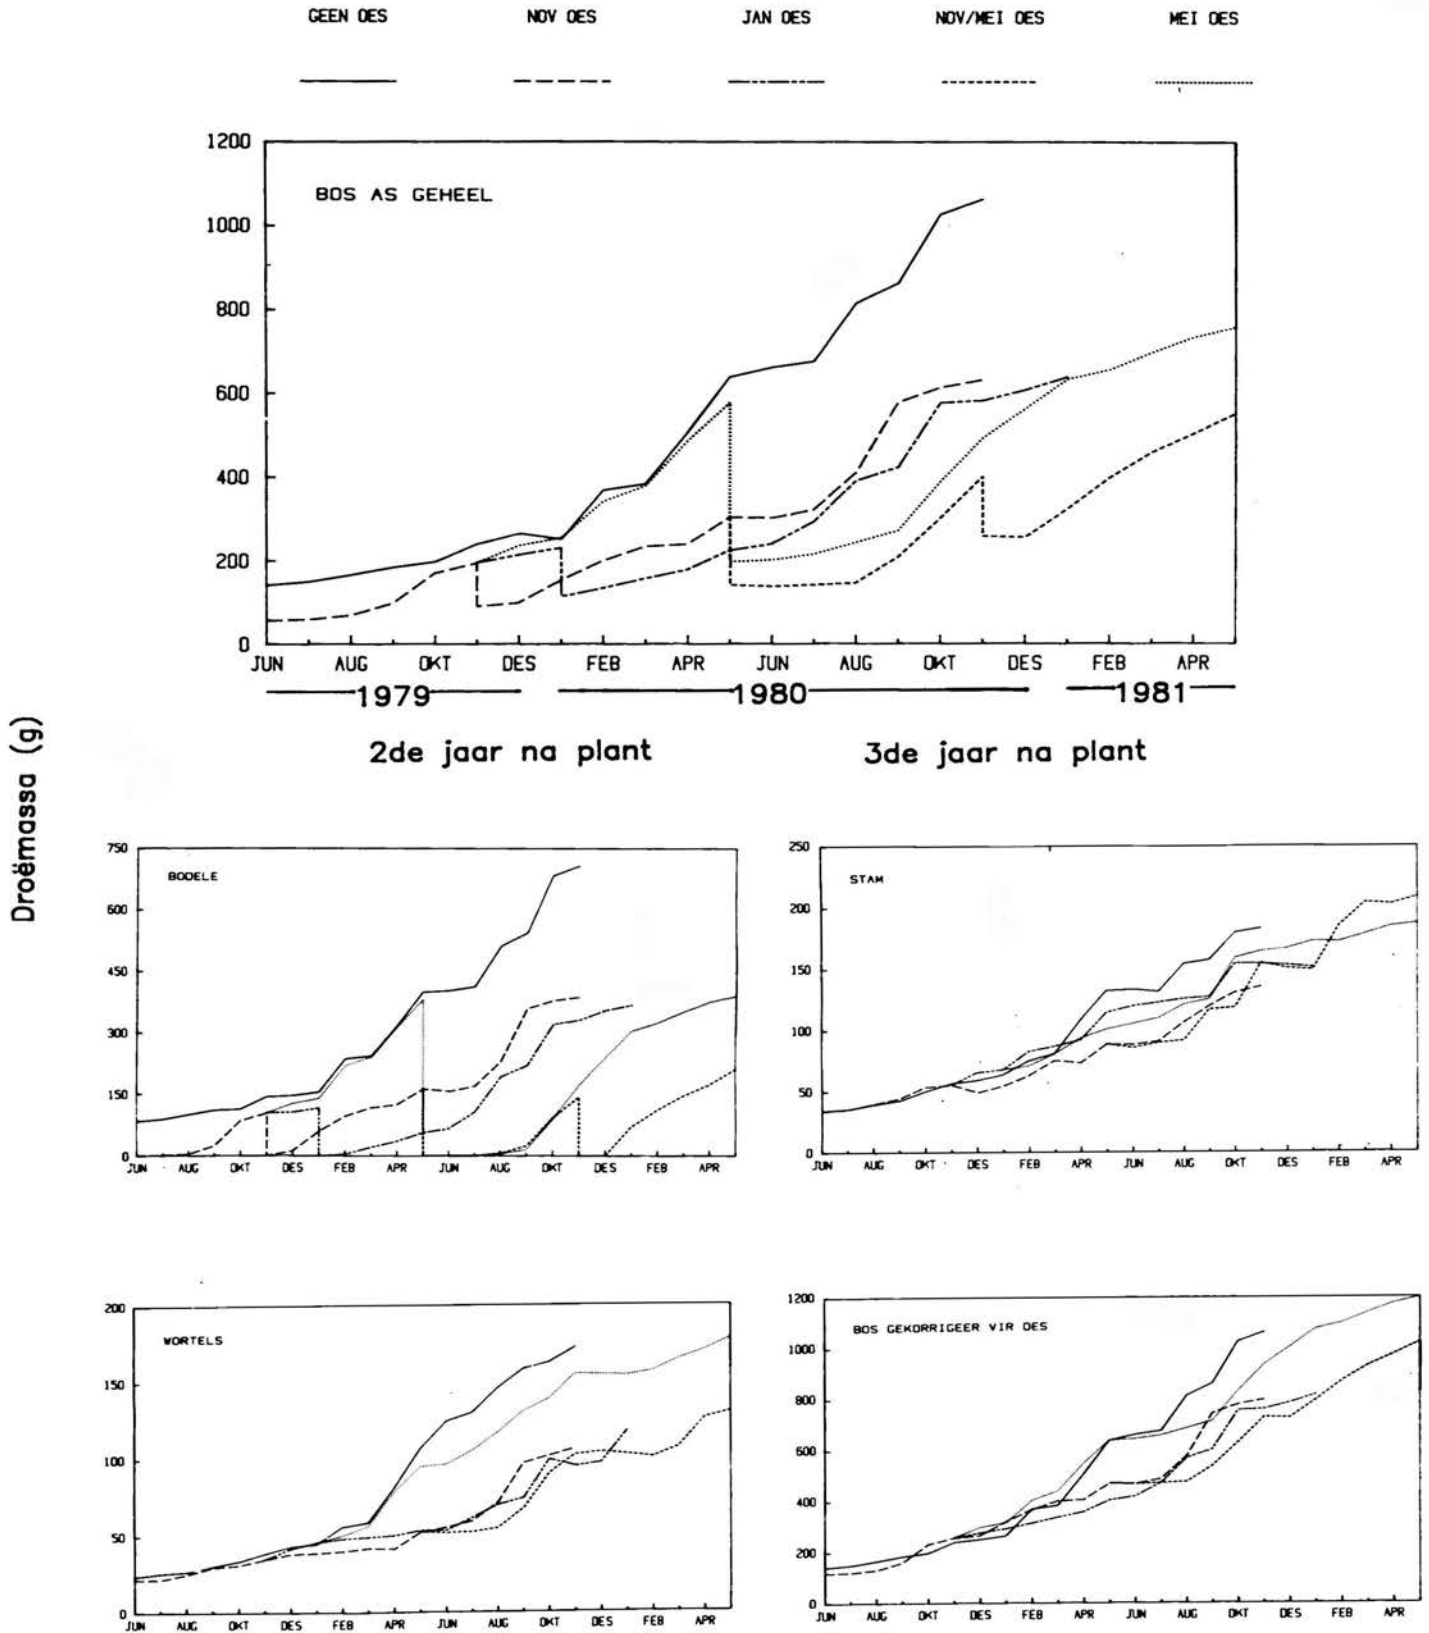 GEEN OES NOV OES JAN OES NOV/MEI OES MEI OES
1200
BOS AS GEHEEL
1000
800
600
400
200
0
JUN AUG OKT DES FEB APR JUN AUG OKT DES FEB APR
1979 1980 1981
2de jaar na plant 3de jaar na plant
Droëmassa (g)
750
BODELE
600
450
300
150
0
JUN AUG OKT DES FEB APR JUN AUG OKT DES FEB APR
250
STAM
200
150
100
50
0
JUN AUG OKT DES FEB APR JUN AUG OKT DES FEB APR
200
WORTELS
150
100
50
0
JUN AUG OKT DES FEB APR JUN AUG OKT DES FEB APR
1200
BOS GEKORRIGEER VIR OES
1000
800
600
400
200
0
JUN AUG OKT DES FEB APR JUN AUG OKT DES FEB APR